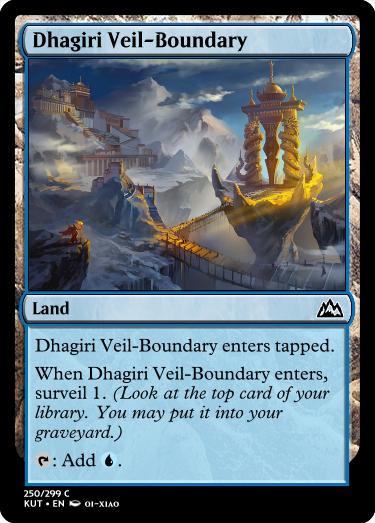 Dhagiri Veil-Boundary
Land
Dhagiri Veil-Boundary enters tapped.
When Dhagiri Veil-Boundary enters,
surveil 1. (Look at the top card of your
library. You may put it into your
graveyard.)
: Add .
250/299 C
KUT • EN OI-XIAO